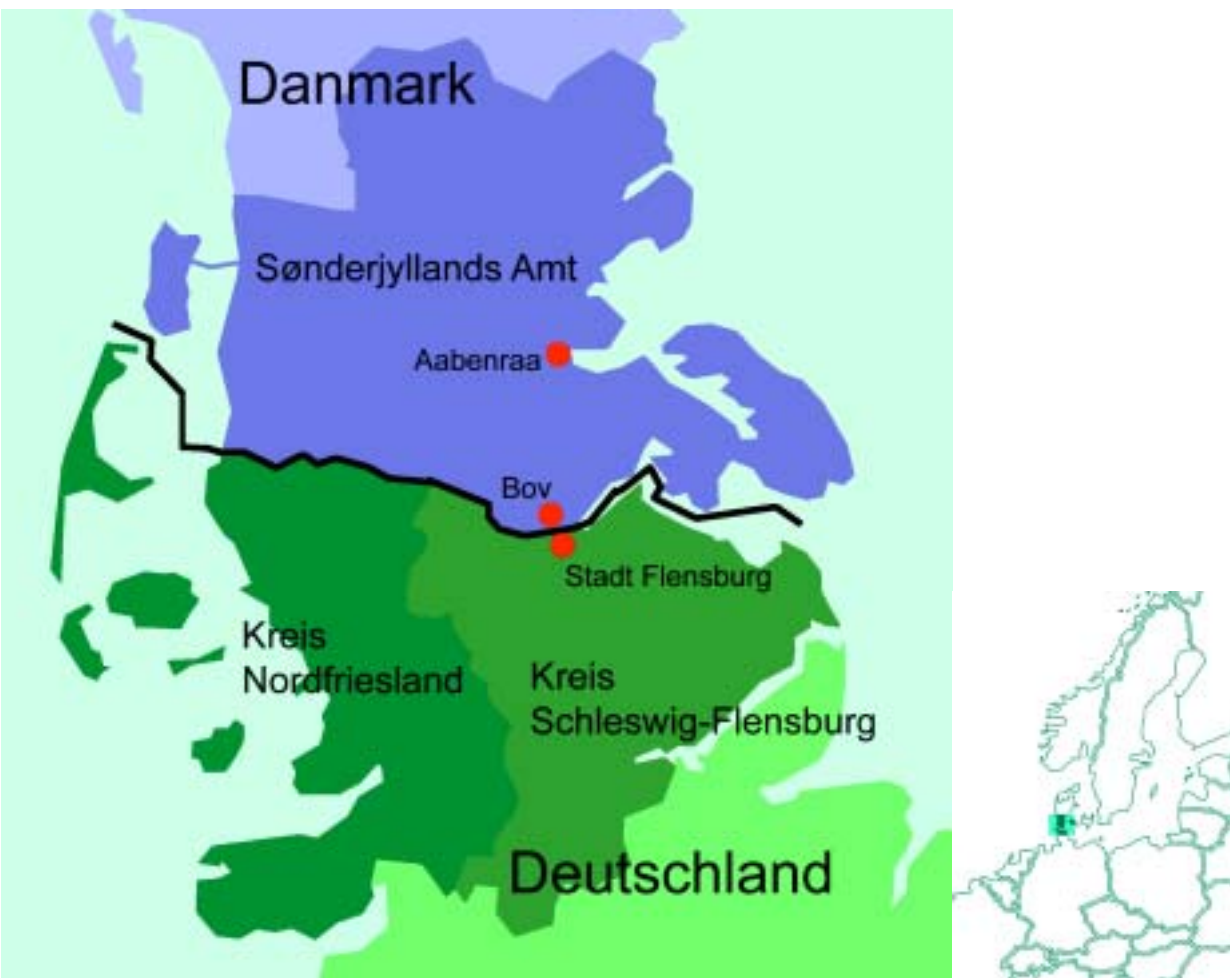 Danmark
Sønderjyllands Amt
Aabenraa
Bov
Stadt Flensburg
Kreis
Nordfriesland
Kreis
Schleswig-Flensburg
Deutschland